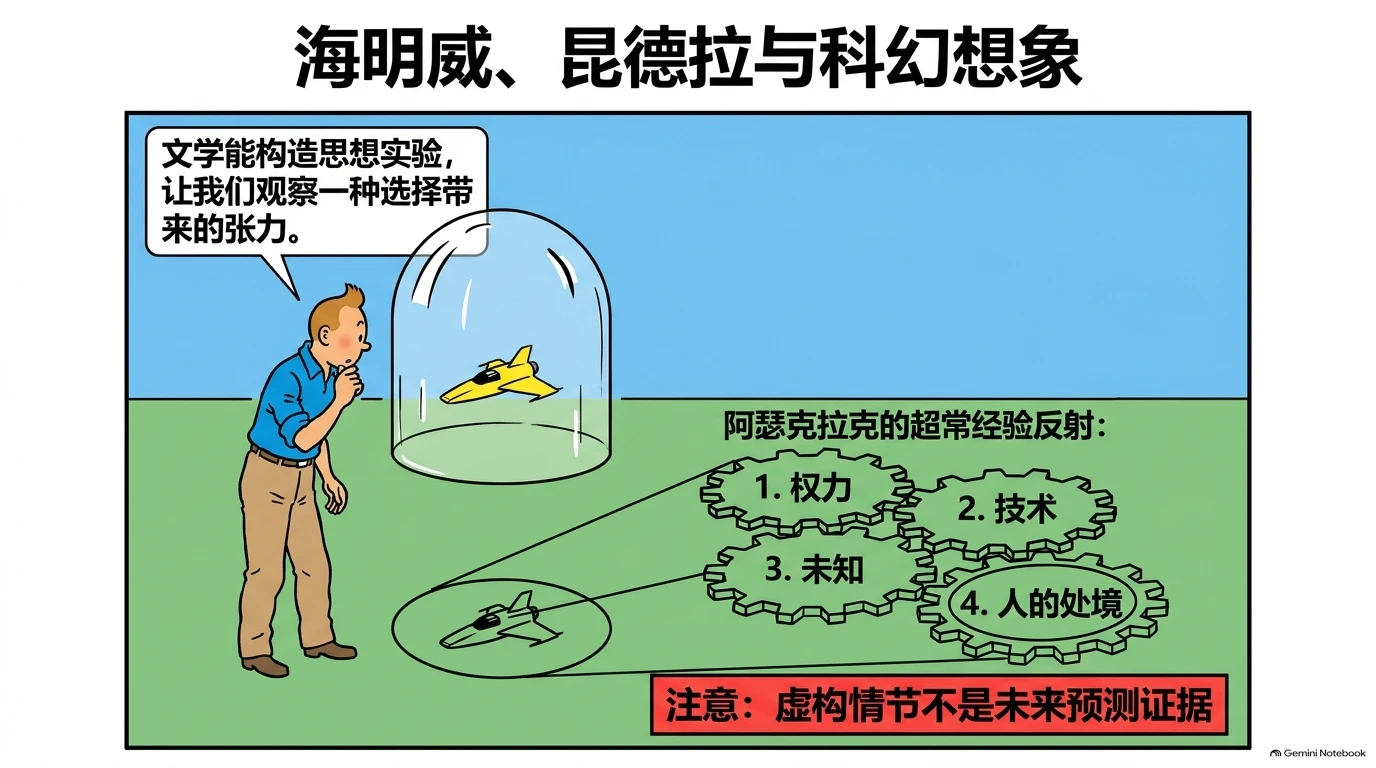 海明威、昆德拉与科幻想象
文学能构造思想实验，
让我们观察一种选择带
来的张力。
阿瑟克拉克的超常经验反射：
1. 权力
2. 技术
3. 未知
4. 人的处境
注意：虚构情节不是未来预测证据
Gemini Notebook